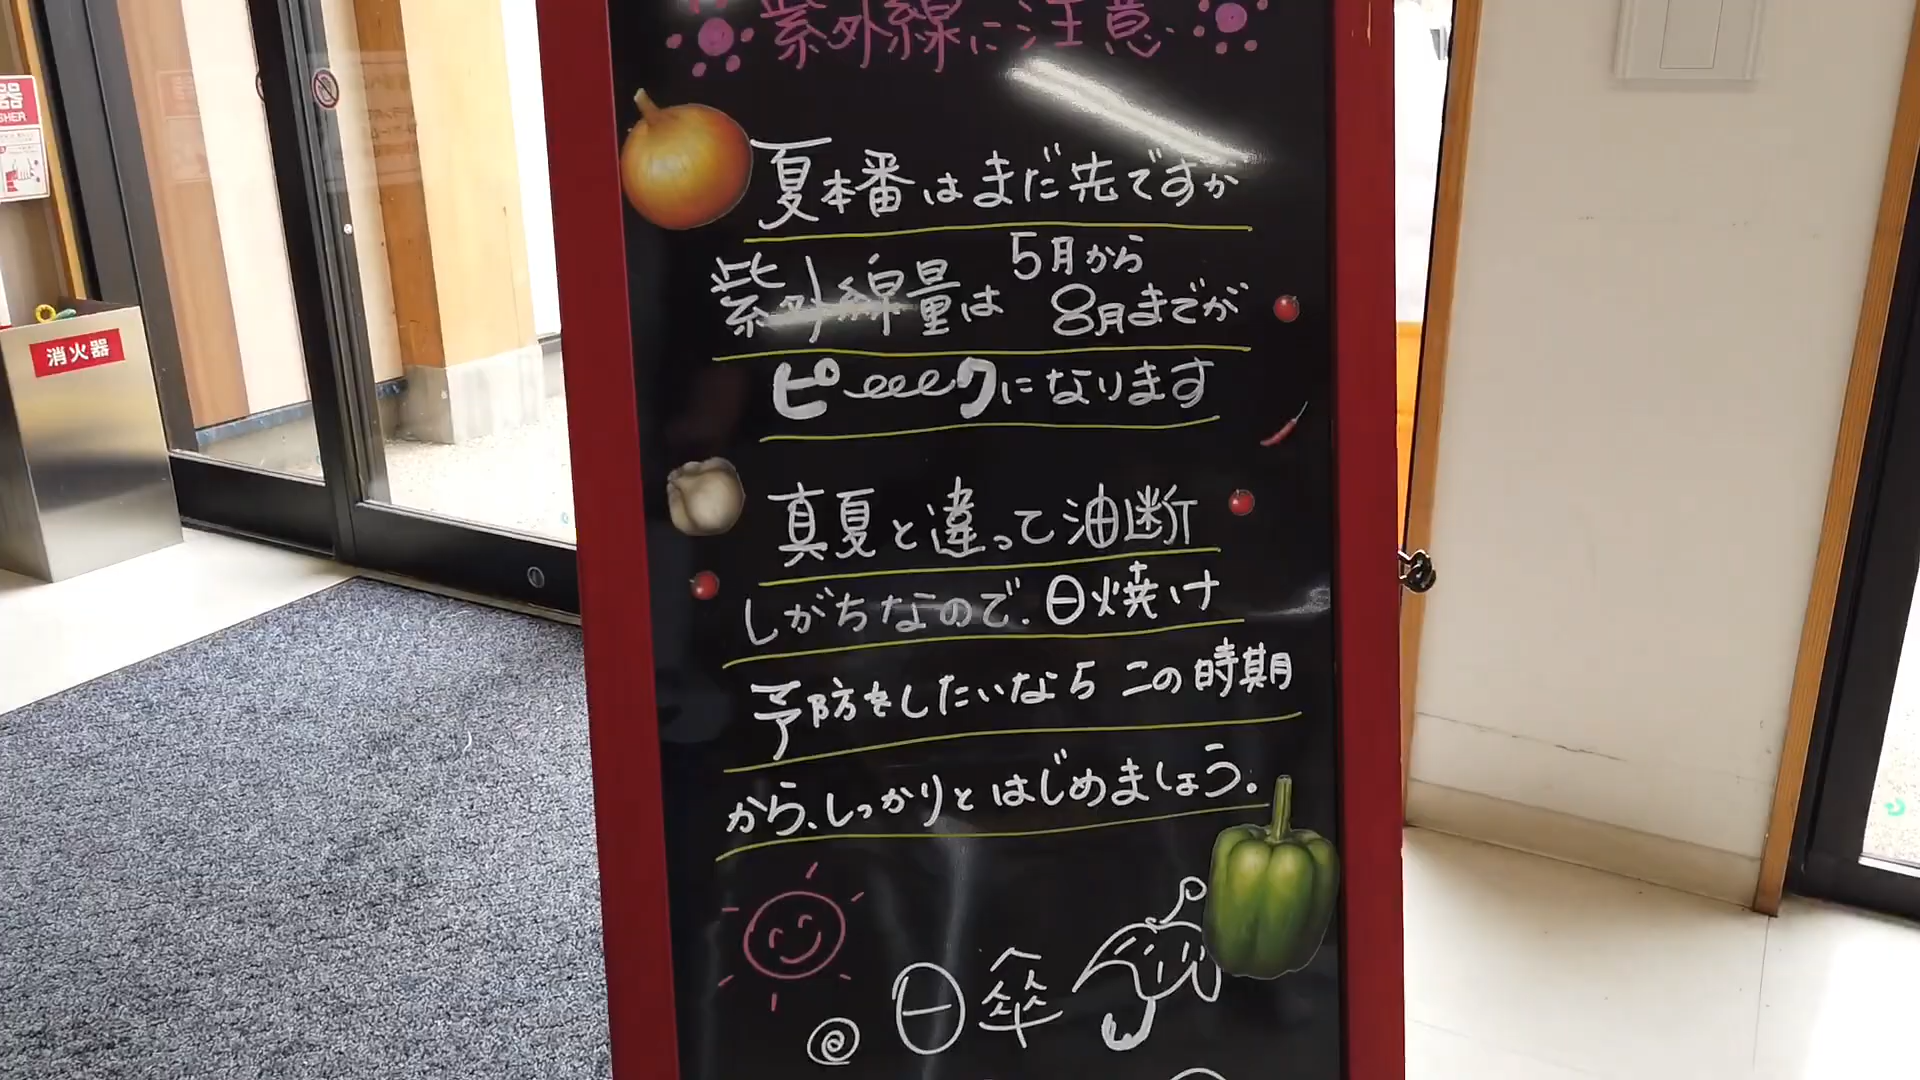 紫外線に注意
夏本番はまだ先ですが
紫外線量は 5月から
8月までが
ピークになります
真夏と違って油断
しがちなので、日焼け
予防をしたいなら この時期
から、しっかりと はじめましょう。
日傘
消火器
器
SHER